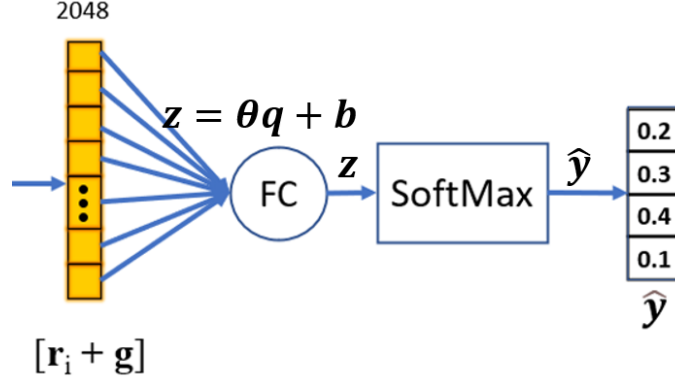 2048
z = θq + b
FC
z
SoftMax
ŷ
0.2
0.3
0.4
0.1
ŷ
[rᵢ + g]